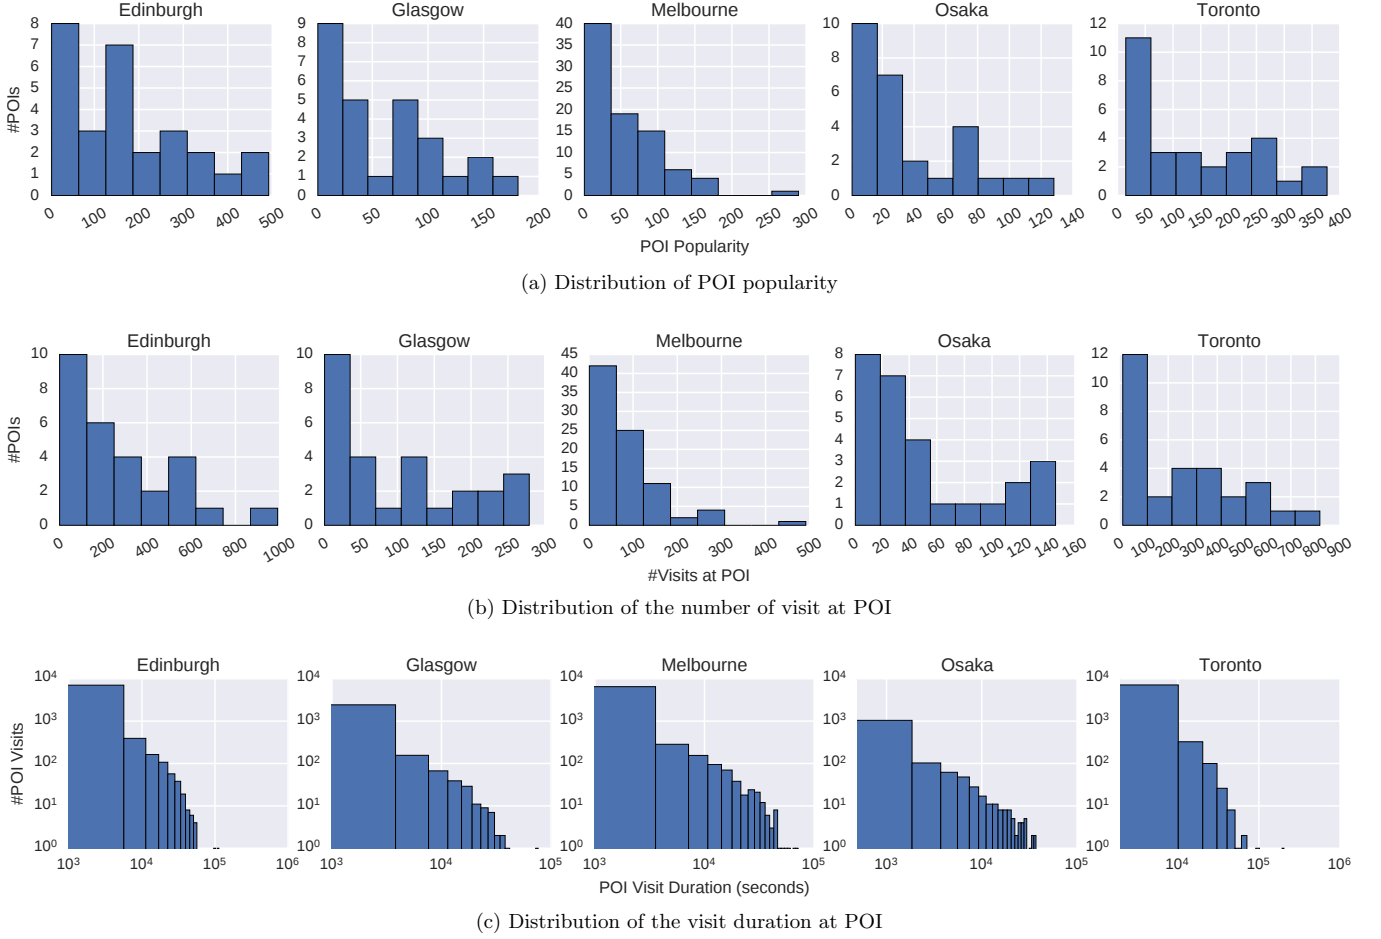 Edinburgh Glasgow Melbourne Osaka Toronto
#POIs
8 7 6 5 4 3 2 1 0
0 100 200 300 400 500
9 9 8 7 6 5 4 3 2 1 1 0
0 50 100 150 200
40 35 30 25 20 15 10 5 0
0 50 100 150 200 250 300
10 8 6 4 2 0
0 20 40 60 80 100 120 140
12 10 8 6 4 2 0
0 50 100 150 200 250 300 350 400
POI Popularity
(a) Distribution of POI popularity
Edinburgh Glasgow Melbourne Osaka Toronto
#POIs
10 8 6 4 2 0
0 200 400 600 800 1000
10 8 6 4 2 0
0 50 100 150 200 250 300
45 40 35 30 25 20 15 10 5 0
0 100 200 300 400 500
8 7 6 5 4 3 2 1 0
0 20 40 60 80 100 120 140 160
12 10 8 6 4 2 0
0 100 200 300 400 500 600 700 800 900
#Visits at POI
(b) Distribution of the number of visit at POI
Edinburgh Glasgow Melbourne Osaka Toronto
#POI Visits
10⁴ 10³ 10² 10¹ 10⁰
10³ 10⁴ 10⁵ 10⁶
10⁴ 10³ 10² 10¹ 10⁰
10³ 10⁴ 10⁵
10⁴ 10³ 10² 10¹ 10⁰
10³ 10⁴ 10⁵
10⁴ 10³ 10² 10¹ 10⁰
10³ 10⁴ 10⁵
10⁴ 10³ 10² 10¹ 10⁰
10⁴ 10⁵ 10⁶
POI Visit Duration (seconds)
(c) Distribution of the visit duration at POI